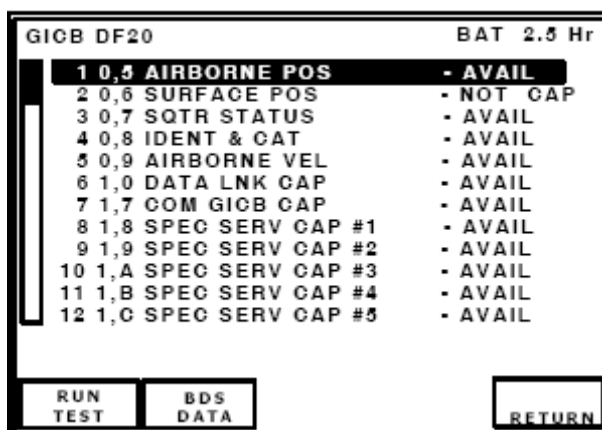 GICB DF20 BAT 2.5 Hr
1 0,5 AIRBORNE POS - AVAIL
2 0,6 SURFACE POS - NOT CAP
3 0,7 SQTR STATUS - AVAIL
4 0,8 IDENT & CAT - AVAIL
5 0,9 AIRBORNE VEL - AVAIL
6 1,0 DATA LNK CAP - AVAIL
7 1,7 COM GICB CAP - AVAIL
8 1,8 SPEC SERV CAP #1 - AVAIL
9 1,9 SPEC SERV CAP #2 - AVAIL
10 1,A SPEC SERV CAP #3 - AVAIL
11 1,B SPEC SERV CAP #4 - AVAIL
12 1,C SPEC SERV CAP #5 - AVAIL
RUN TEST
BDS DATA
RETURN